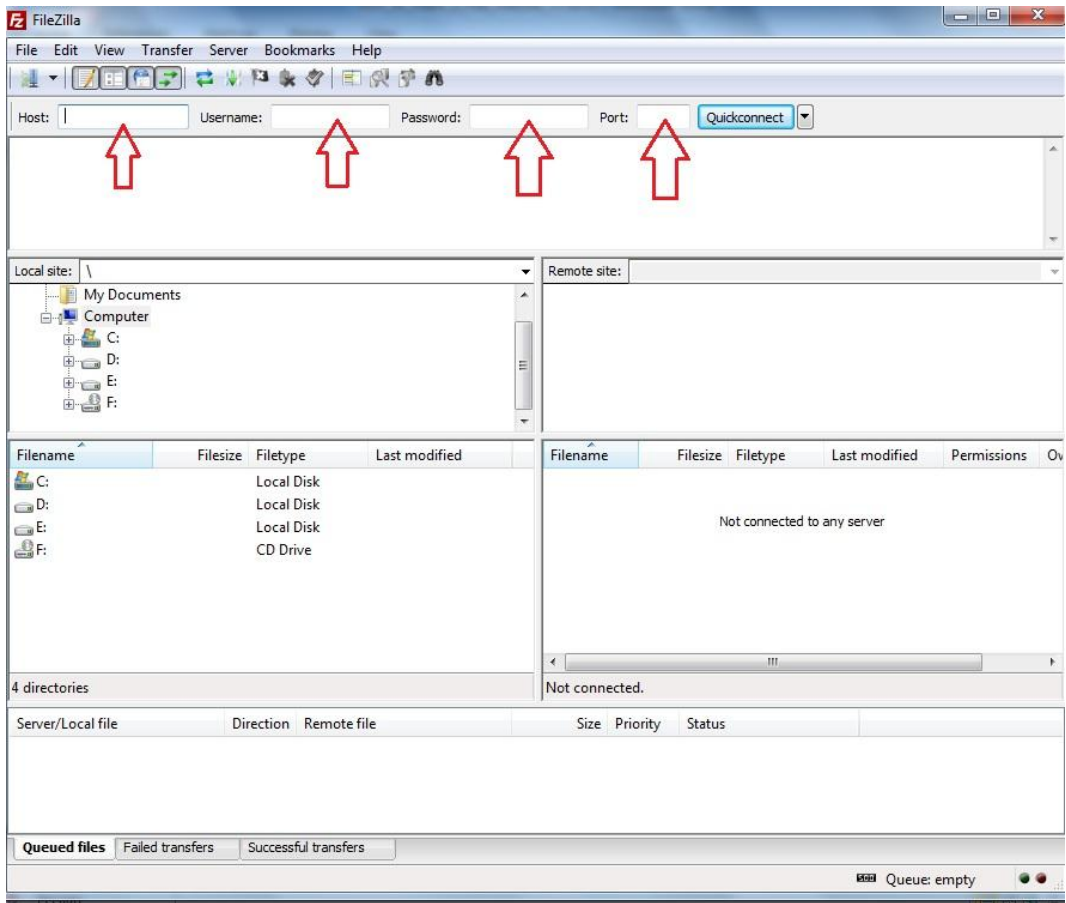 FileZilla
File Edit View Transfer Server Bookmarks Help
Host: Username: Password: Port: Quickconnect
Local site: \
Remote site:
My Documents
Computer
C:
D:
E:
F:
Filename Filesize Filetype Last modified
C: Local Disk
D: Local Disk
E: Local Disk
F: CD Drive
4 directories
Filename Filesize Filetype Last modified Permissions Ov
Not connected to any server
Not connected.
Server/Local file Direction Remote file Size Priority Status
Queued files Failed transfers Successful transfers
Queue: empty